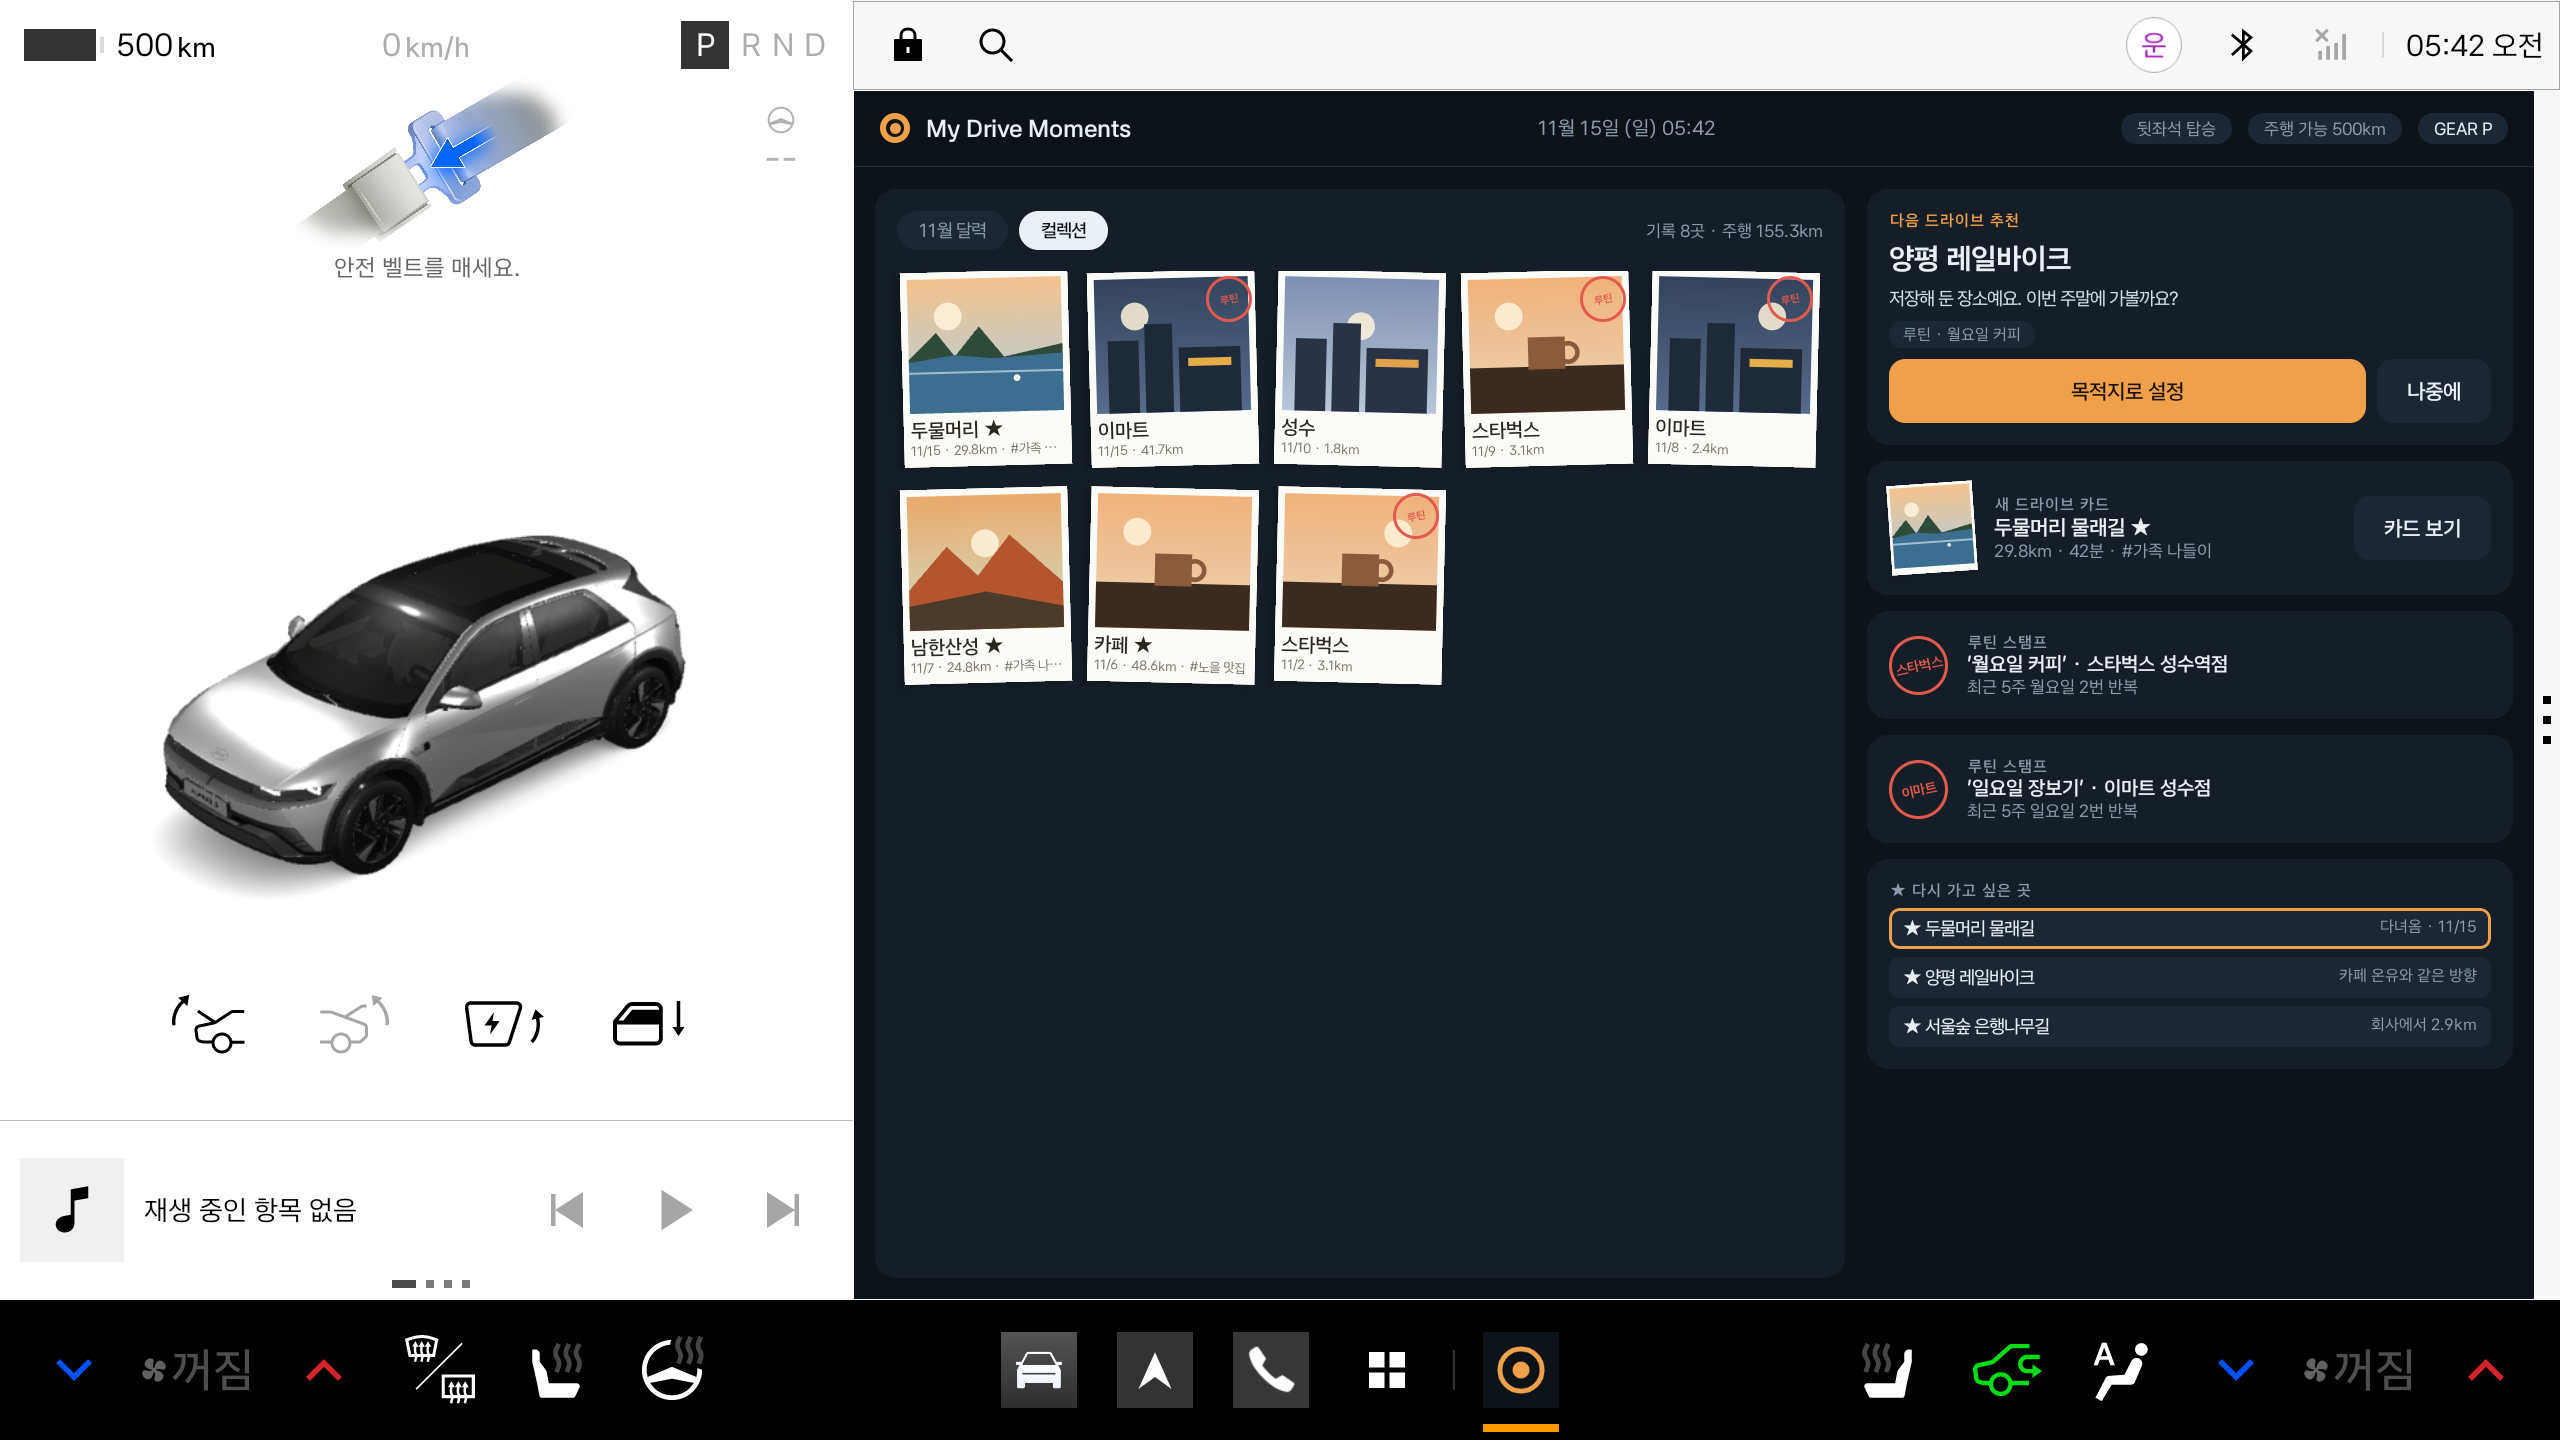 500 km
0 km/h
P R N D
안전 벨트를 매세요.
재생 중인 항목 없음
운
05:42 오전
My Drive Moments
11월 15일 (일) 05:42
뒷좌석 탑승
주행 가능 500km
GEAR P
11월 달력
컬렉션
기록 8곳 · 주행 155.3km
두물머리 ★
11/15 · 29.8km · #가족 ···
루틴
이마트
11/15 · 41.7km
성수
11/10 · 1.8km
루틴
스타벅스
11/9 · 3.1km
루틴
이마트
11/8 · 2.4km
남한산성 ★
11/7 · 24.8km · #가족 나···
카페 ★
11/6 · 48.6km · #노을 맛집
루틴
스타벅스
11/2 · 3.1km
다음 드라이브 추천
양평 레일바이크
저장해 둔 장소예요. 이번 주말에 가볼까요?
루틴 · 월요일 커피
목적지로 설정
나중에
새 드라이브 카드
두물머리 물래길 ★
29.8km · 42분 · #가족 나들이
카드 보기
스타벅스
루틴 스탬프
'월요일 커피' · 스타벅스 성수역점
최근 5주 월요일 2번 반복
이마트
루틴 스탬프
'일요일 장보기' · 이마트 성수점
최근 5주 일요일 2번 반복
★ 다시 가고 싶은 곳
★ 두물머리 물래길
다녀옴 · 11/15
★ 양평 레일바이크
카페 온유와 같은 방향
★ 서울숲 은행나무길
회사에서 2.9km
꺼짐
A
꺼짐